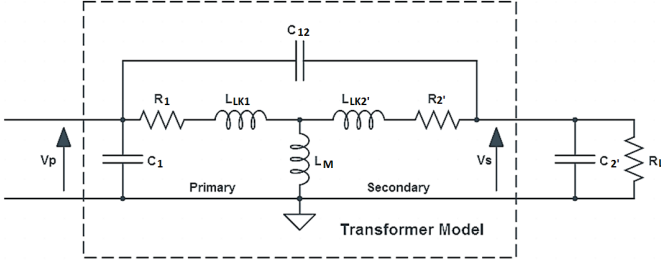 C12
R1 LLK1 LLK2' R2'
Vp C1 LM Vs C2' RL
Primary Secondary
Transformer Model